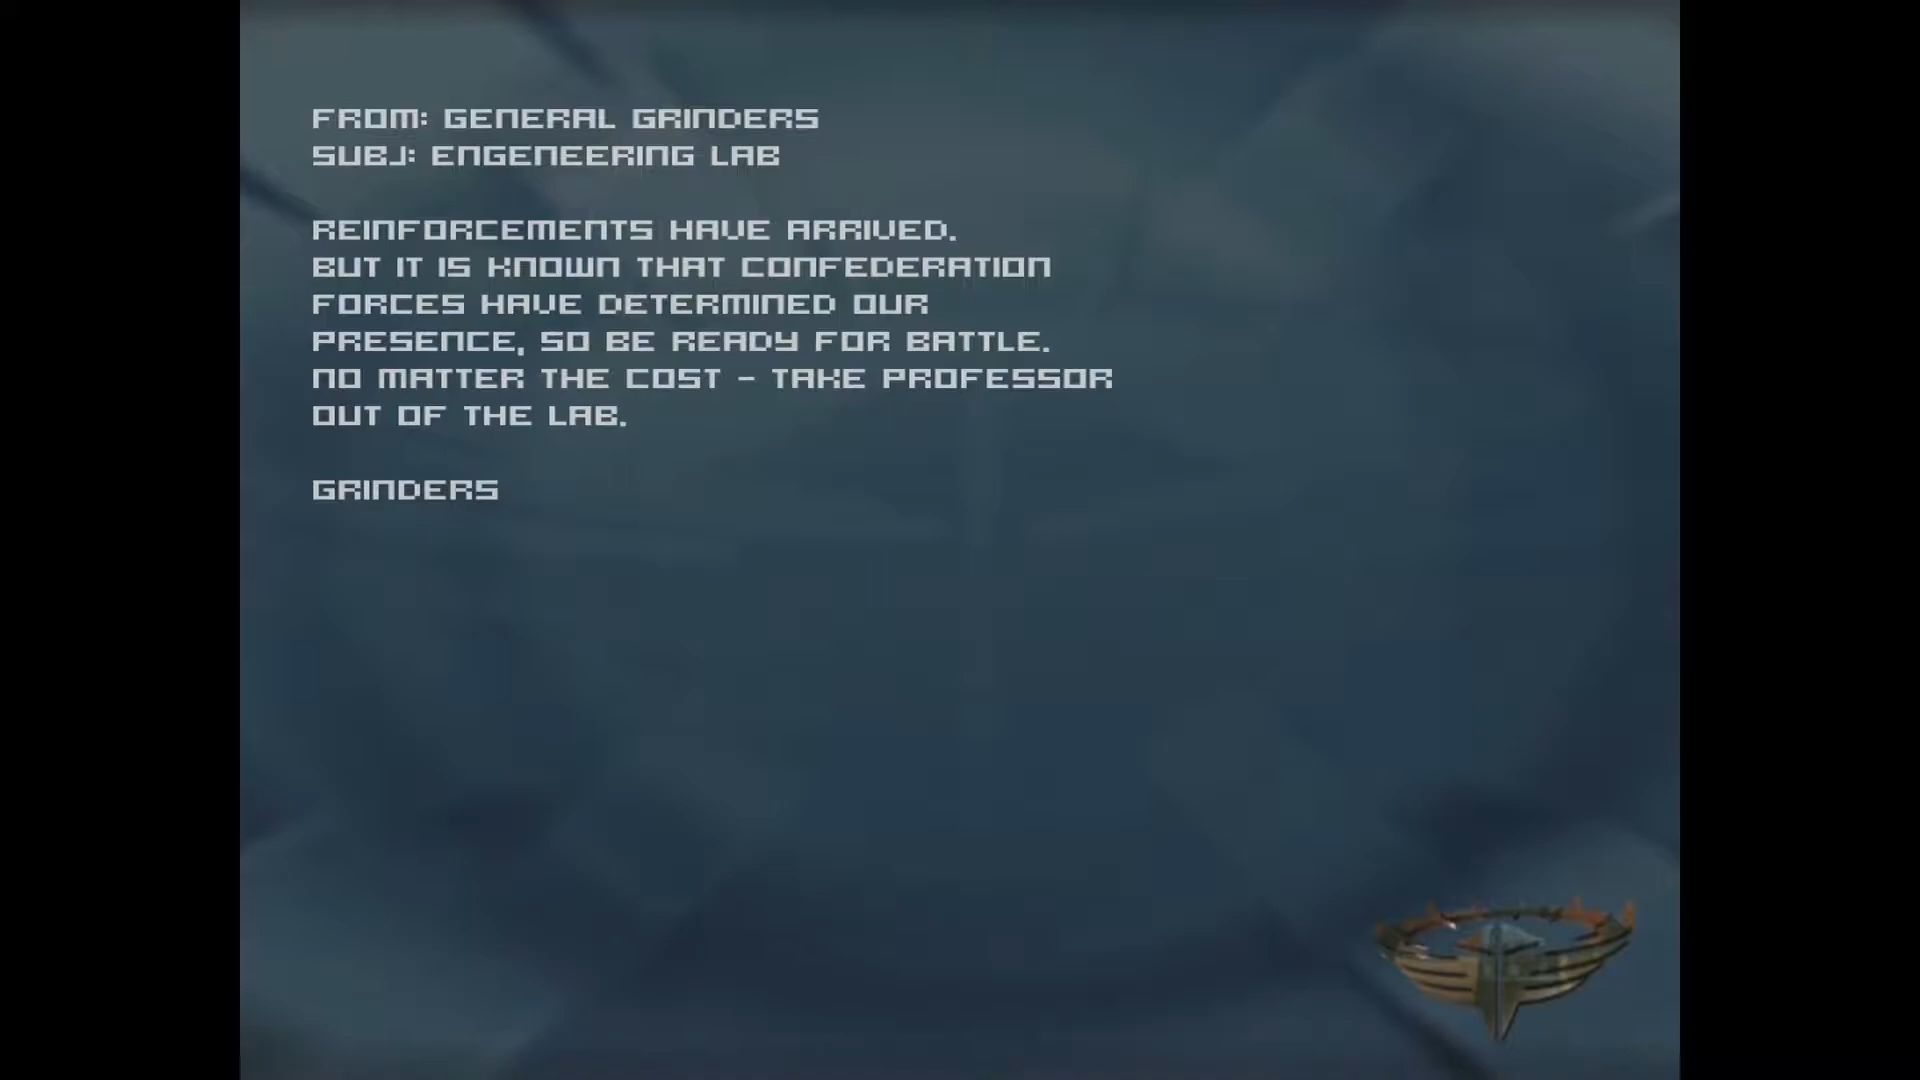 FROM: GENERAL GRINDERS
SUBJ: ENGENEERING LAB
REINFORCEMENTS HAVE ARRIVED.
BUT IT IS KNOWN THAT CONFEDERATION
FORCES HAVE DETERMINED OUR
PRESENCE, SO BE READY FOR BATTLE.
NO MATTER THE COST - TAKE PROFESSOR
OUT OF THE LAB.
GRINDERS